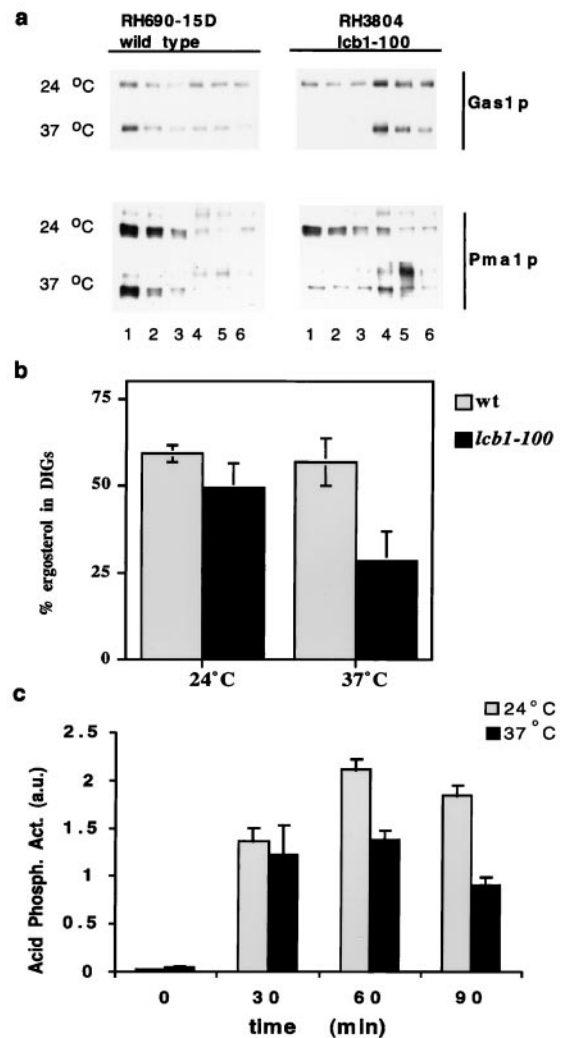 a
RH690-15D
wild type
RH3804
lcb1-100
24 °C
37 °C
Gas1p
24 °C
37 °C
Pma1p
1 2 3 4 5 6
1 2 3 4 5 6
b
% ergosterol in DIGs
75
50
25
0
24°C
37°C
wt
lcb1-100
c
24°C
37°C
Acid Phosph. Act. (a.u.)
2.5
2
1.5
1
0.5
0
0 30 60 90
time (min)